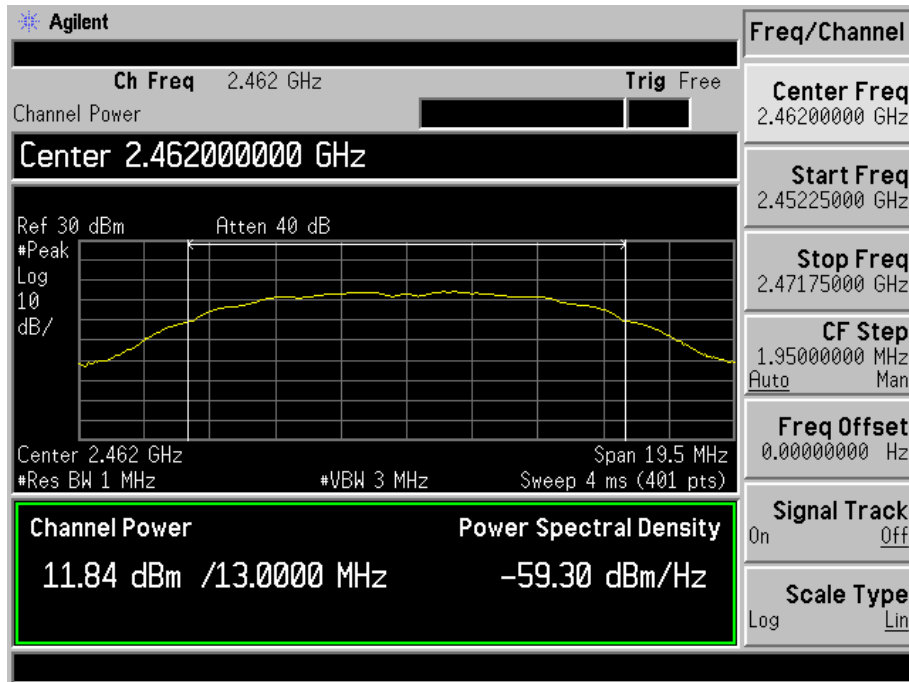 Agilent
Freq/Channel
Ch Freq 2.462 GHz Trig Free
Channel Power
Center 2.462000000 GHz
Ref 30 dBm Atten 40 dB
#Peak
Log
10
dB/
Center 2.462 GHz Span 19.5 MHz
#Res BW 1 MHz #VBW 3 MHz Sweep 4 ms (401 pts)
Channel Power Power Spectral Density
11.84 dBm /13.0000 MHz -59.30 dBm/Hz
Center Freq
2.46200000 GHz
Start Freq
2.45225000 GHz
Stop Freq
2.47175000 GHz
CF Step
1.95000000 MHz
Auto Man
Freq Offset
0.00000000 Hz
Signal Track
On Off
Scale Type
Log Lin